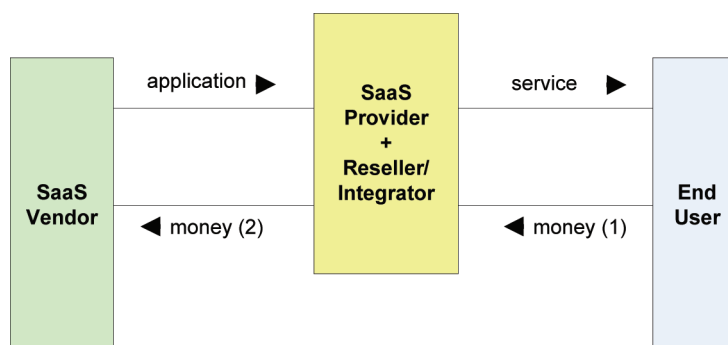 application
service
SaaS
Provider
+
Reseller/
Integrator
SaaS
Vendor
End
User
money (2)
money (1)